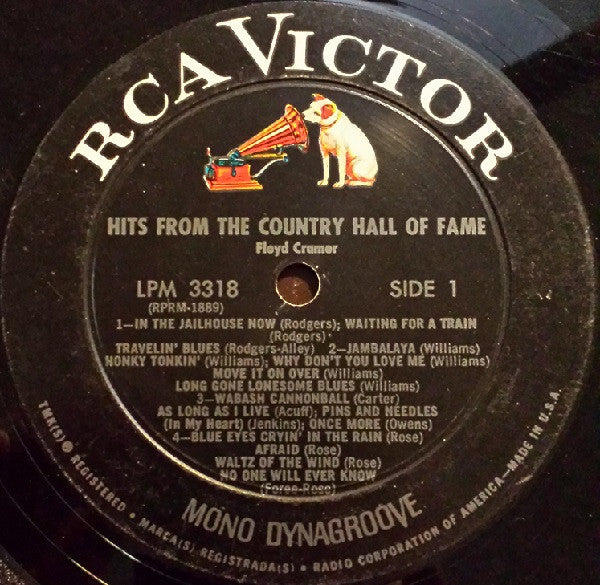 RCA VICTOR
HITS FROM THE COUNTRY HALL OF FAME
Floyd Cramer
LPM 3318
SIDE 1
(RPRM-1889)
1—IN THE JAILHOUSE NOW (Rodgers); WAITING FOR A TRAIN
(Rodgers)
TRAVELIN' BLUES (Rodgers-Alley) 2—JAMBALAYA (Williams)
HONKY TONKIN' (Williams); WHY DON'T YOU LOVE ME (Williams)
MOVE IT ON OVER (Williams)
LONG GONE LONESOME BLUES (Williams)
3—WABASH CANNONBALL (Carter)
AS LONG AS I LIVE (Acuff); PINS AND NEEDLES
(In My Heart) (Jenkins); ONCE MORE (Owens)
4—BLUE EYES CRYIN' IN THE RAIN (Rose)
AFRAID (Rose)
WALTZ OF THE WIND (Rose)
NO ONE WILL EVER KNOW
(Foree-Rose)
MONO DYNAGROOVE
TMK(S) ® REGISTERED • MARCA(S) REGISTRADA(S) • RADIO CORPORATION OF AMERICA—MADE IN U.S.A.